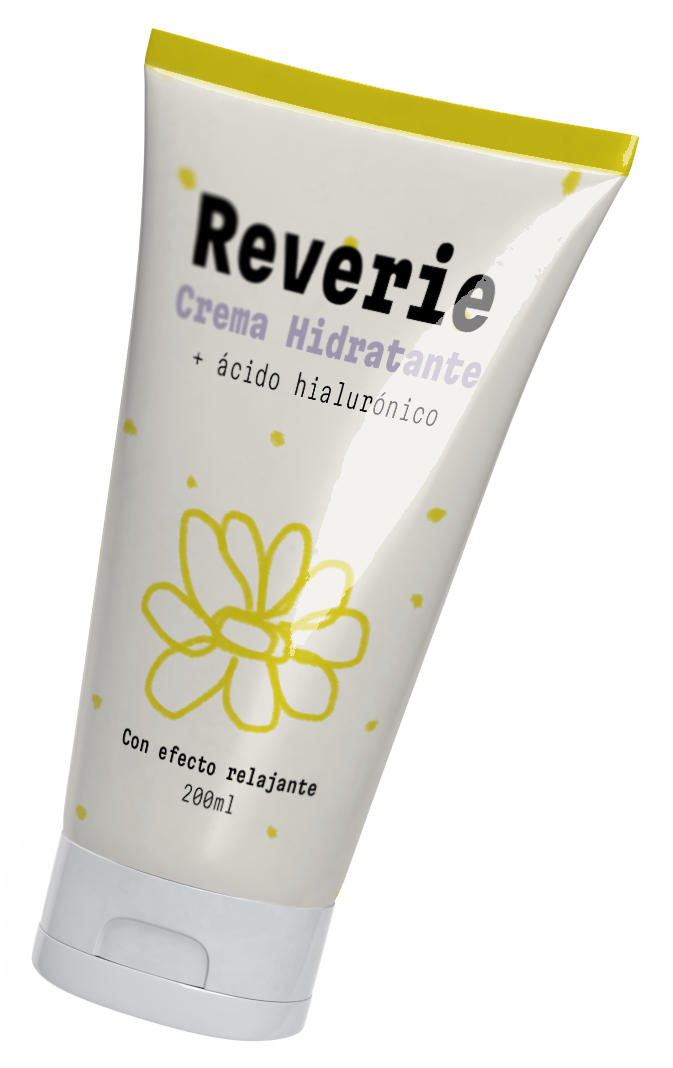 Reverie
Crema Hidratante
+ ácido hialurónico
Con efecto relajante
200ml